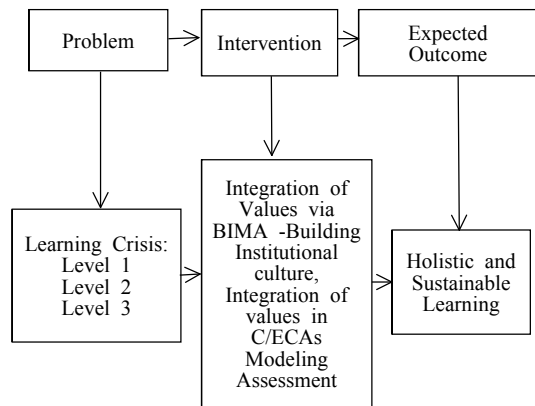 Problem
Intervention
Expected
Outcome
Learning Crisis:
Level 1
Level 2
Level 3
Integration of
Values via
BIMA -Building
Institutional
culture,
Integration of
values in
C/ECAs
Modeling
Assessment
Holistic and
Sustainable
Learning